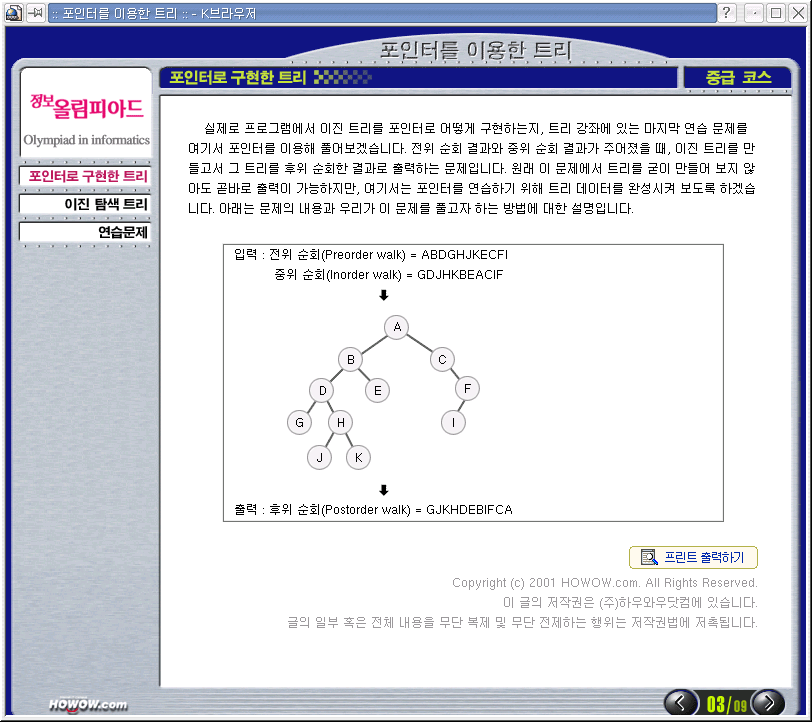 :: 포인터를 이용한 트리 :: - K브라우저
포인터를 이용한 트리
정보올림피아드
Olympiad in informatics
포인터로 구현한 트리
이진 탐색 트리
연습문제
포인터로 구현한 트리
중급 코스
실제로 프로그램에서 이진 트리를 포인터로 어떻게 구현하는지, 트리 강좌에 있는 마지막 연습 문제를
여기서 포인터를 이용해 풀어보겠습니다. 전위 순회 결과와 중위 순회 결과가 주어졌을 때, 이진 트리를 만
들고서 그 트리를 후위 순회한 결과로 출력하는 문제입니다. 원래 이 문제에서 트리를 굳이 만들어 보지 않
아도 곧바로 출력이 가능하지만, 여기서는 포인터를 연습하기 위해 트리 데이터를 완성시켜 보도록 하겠습
니다. 아래는 문제의 내용과 우리가 이 문제를 풀고자 하는 방법에 대한 설명입니다.
입력 : 전위 순회(Preorder walk) = ABDGHJKECFI
중위 순회(Inorder walk) = GDJHKBEACIF
A
B
C
D
E
F
G
H
I
J
K
출력 : 후위 순회(Postorder walk) = GJKHDEBIFCA
프린트 출력하기
Copyright (c) 2001 HOWOW.com. All Rights Reserved.
이 글의 저작권은 (주)하우와우닷컴에 있습니다.
글의 일부 혹은 전체 내용을 무단 복제 및 무단 전제하는 행위는 저작권법에 저촉됩니다.
HOWOW.com
03/09